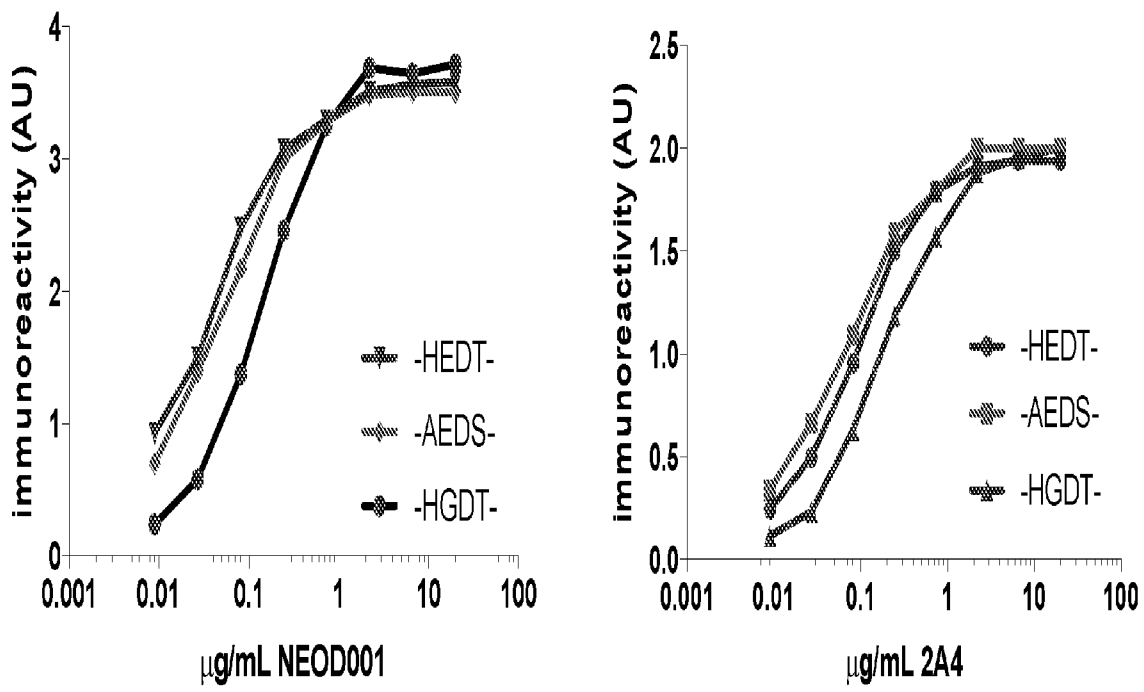 immunoreactivity (AU)
4
3
2
1
0
0.001 0.01 0.1 1 10 100
µg/mL NEOD001
-HEDT-
-AEDS-
-HGDT-
immunoreactivity (AU)
2.5
2.0
1.5
1.0
0.5
0.0
0.001 0.01 0.1 1 10 100
µg/mL 2A4
-HEDT-
-AEDS-
-HGDT-